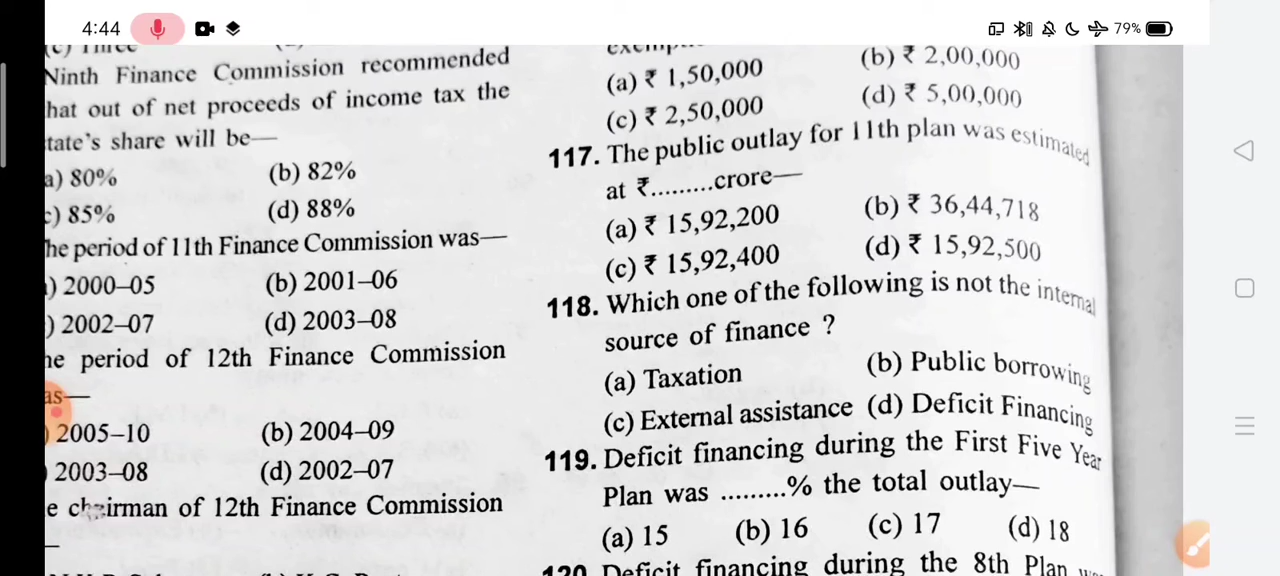 4:44
79%
(c) Three
Ninth Finance Commission recommended
hat out of net proceeds of income tax the
tate's share will be—
a) 80% (b) 82%
c) 85% (d) 88%
he period of 11th Finance Commission was—
) 2000–05 (b) 2001–06
) 2002–07 (d) 2003–08
he period of 12th Finance Commission
as—
) 2005–10 (b) 2004–09
2003–08 (d) 2002–07
e chairman of 12th Finance Commission
—
(a) ₹ 1,50,000 (b) ₹ 2,00,000
(c) ₹ 2,50,000 (d) ₹ 5,00,000
117. The public outlay for 11th plan was estimated
at ₹.........crore—
(a) ₹ 15,92,200 (b) ₹ 36,44,718
(c) ₹ 15,92,400 (d) ₹ 15,92,500
118. Which one of the following is not the internal
source of finance ?
(a) Taxation (b) Public borrowing
(c) External assistance (d) Deficit Financing
119. Deficit financing during the First Five Year
Plan was .........% the total outlay—
(a) 15 (b) 16 (c) 17 (d) 18
120. Deficit financing during the 8th Plan